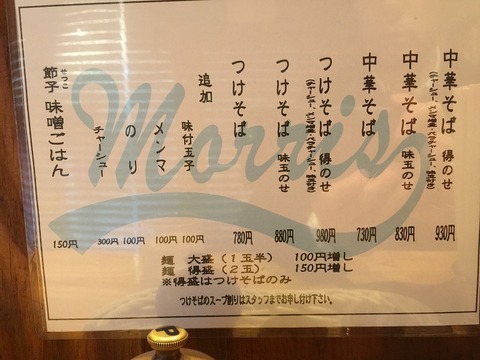 中華そば 得のせ
930円
中華そば 味玉のせ
830円
中華そば
730円
つけそば 得のせ
980円
つけそば 味玉のせ
880円
つけそば
780円
追加
味付玉子
100円
メンマ
100円
のり
100円
チャーシュー
300円
節子 味噌ごはん
せつこ
150円
Morris
麺 大盛(1玉半) 100円増し
麺 得盛(2玉) 150円増し
※得盛はつけそばのみ
つけそばのスープ割りはスタッフまでお申し付け下さい。